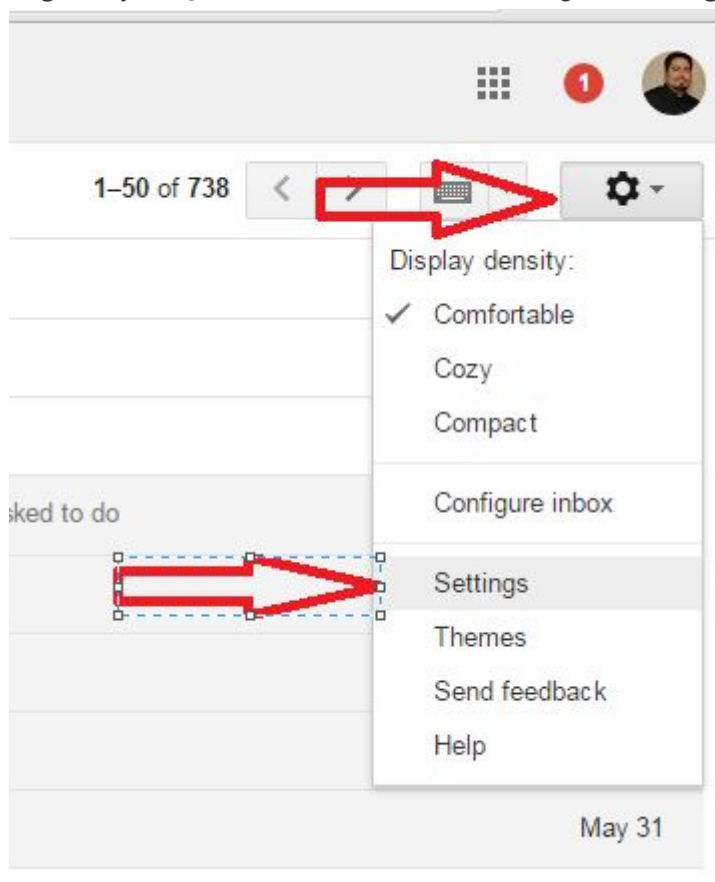 1
1–50 of 738
Display density:
Comfortable
Cozy
Compact
Configure inbox
sked to do
Settings
Themes
Send feedback
Help
May 31